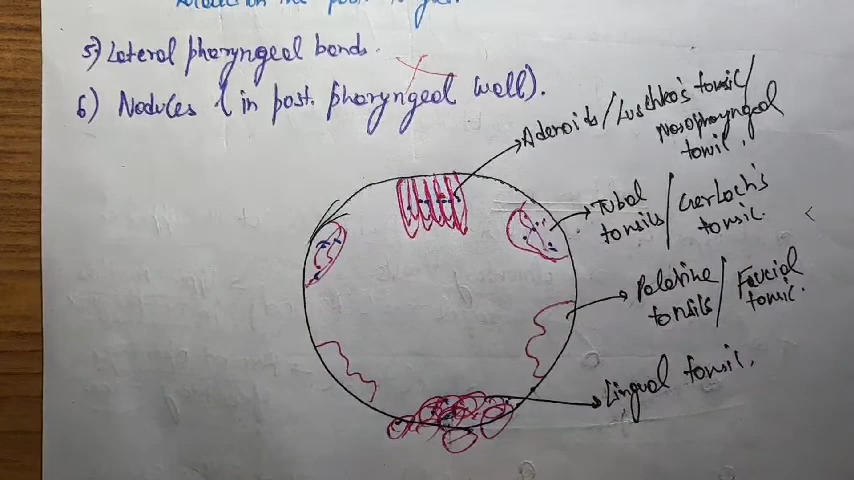 5) Lateral pharyngeal bands.
6) Nodules (in post. pharyngeal wall).
Adenoids/Luschko's tonsil/
Nasopharyngeal
tonsil.
Tubal
tonsils/
Gerlach's
tonsil.
Palatine
tonsils/
Faucial
tonsil.
Lingual tonsil.